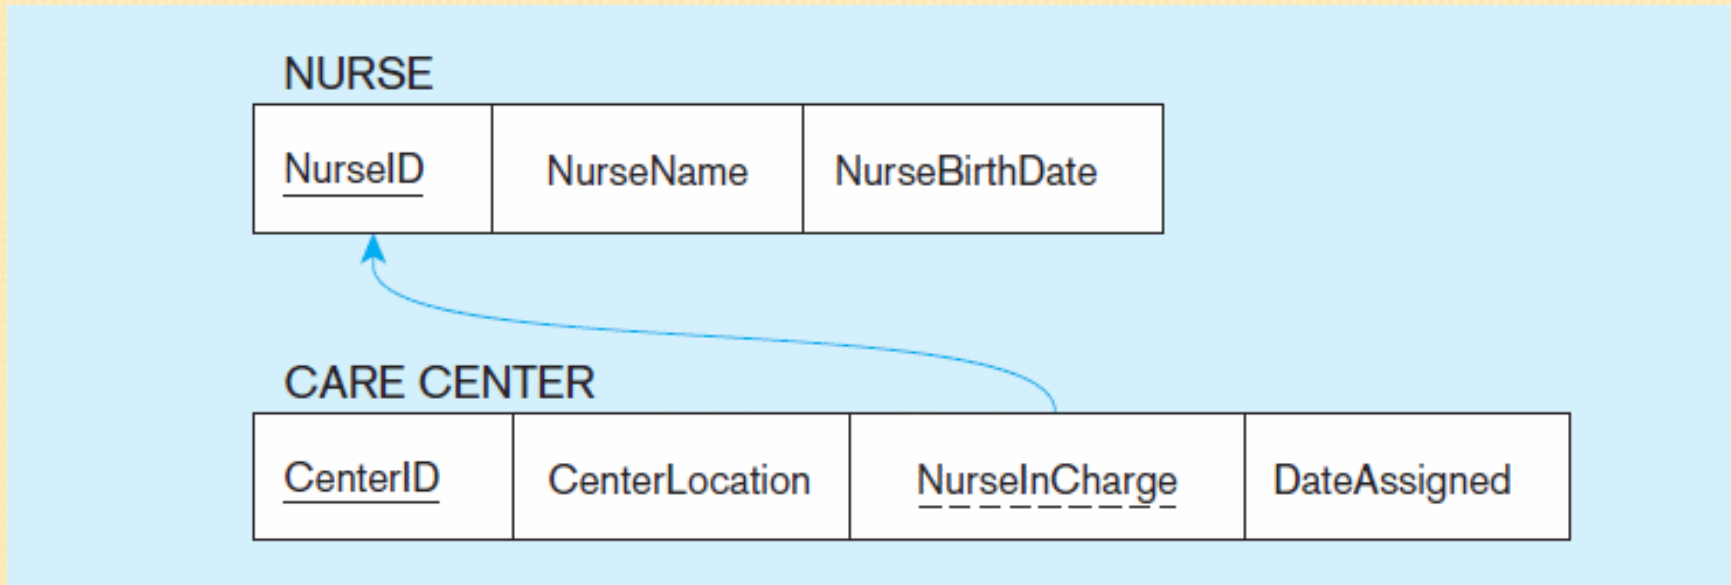 NURSE
NurseID NurseName NurseBirthDate
CARE CENTER
CenterID CenterLocation NurseInCharge DateAssigned